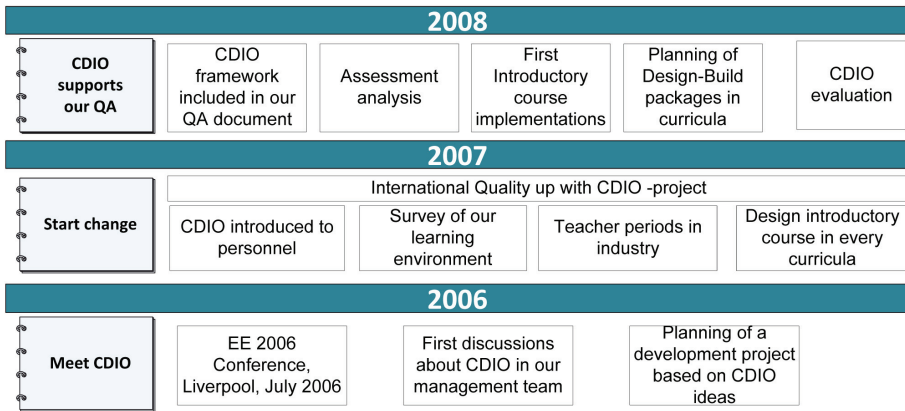 2008
CDIO
supports
our QA
CDIO
framework
included in our
QA document
Assessment
analysis
First
Introductory
course
implementations
Planning of
Design-Build
packages in
curricula
CDIO
evaluation
2007
Start change
International Quality up with CDIO -project
CDIO introduced to
personnel
Survey of our
learning
environment
Teacher periods in
industry
Design introductory
course in every
curricula
2006
Meet CDIO
EE 2006
Conference,
Liverpool, July 2006
First discussions
about CDIO in our
management team
Planning of a
development project
based on CDIO
ideas